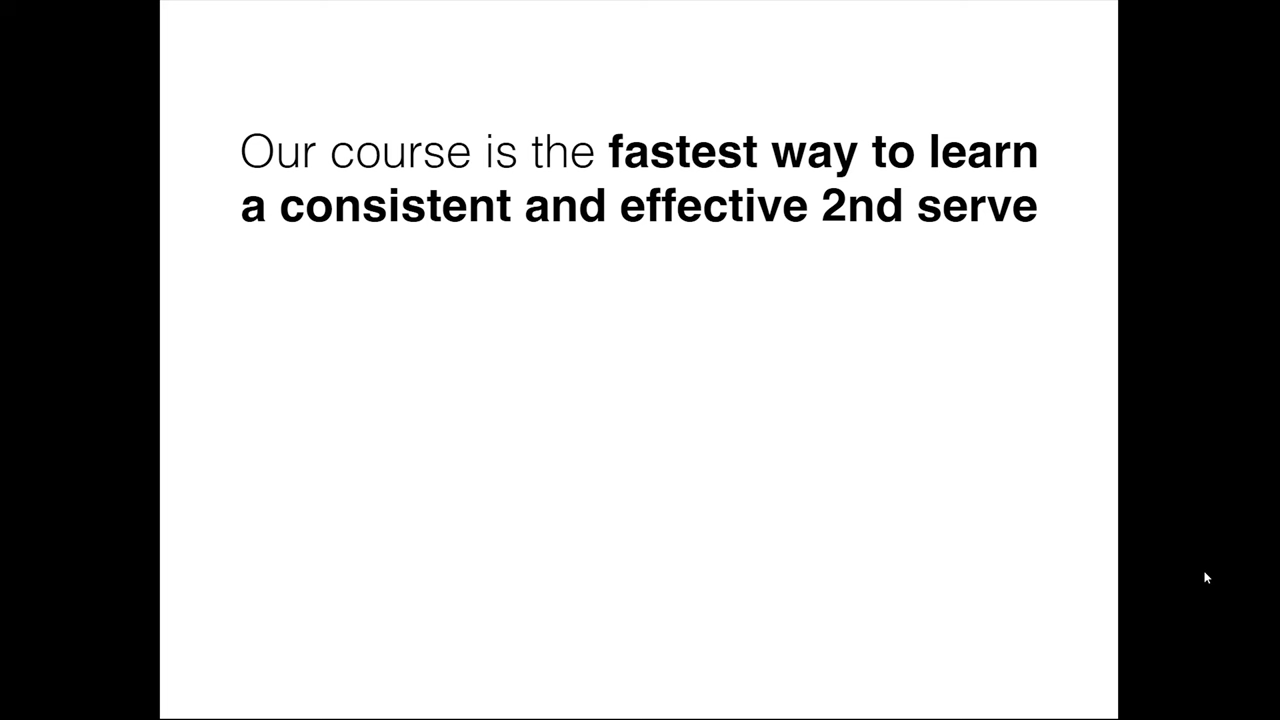 Our course is the fastest way to learn
a consistent and effective 2nd serve